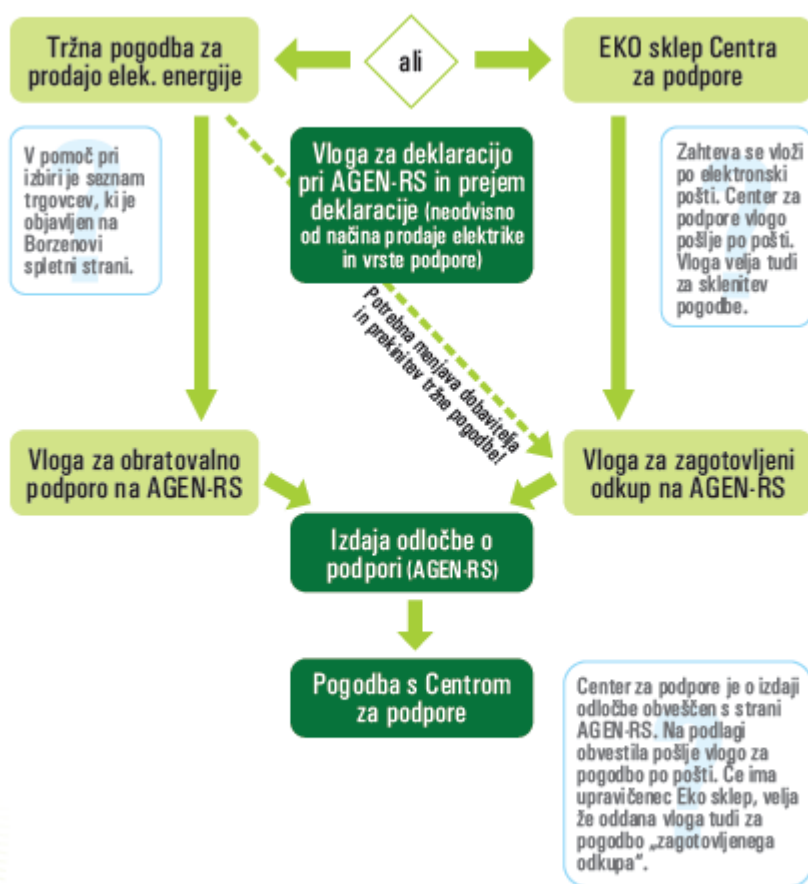 Tržna pogodba za
prodajo elek. energije
ali
EKO sklep Centra
za podpore
V pomoč pri
izbiri je seznam
trgovcev, ki je
objavljen na
Borzenovi
spletni strani.
Vloga za deklaracijo
pri AGEN-RS in prejem
deklaracije (neodvisno
od načina prodaje elektrike
in vrste podpore)
Zahteva se vloži
po elektronski
pošti. Center za
podpore vlogo
pošlje po pošti.
Vloga velja tudi
za sklenitev
pogodbe.
Potrebna menjava dobavitelja
in prekinitev tržne pogodbe!
Vloga za obratovalno
podporo na AGEN-RS
Vloga za zagotovljeni
odkup na AGEN-RS
Izdaja odločbe o
podpori (AGEN-RS)
Pogodba s Centrom
za podpore
Center za podpore je o izdaji
odločbe obveščen s strani
AGEN-RS. Na podlagi
obvestila pošlje vlogo za
pogodbo po pošti. Če ima
upravičenec Eko sklep, velja
že oddana vloga tudi za
pogodbo „zagotovljenega
odkupa“.